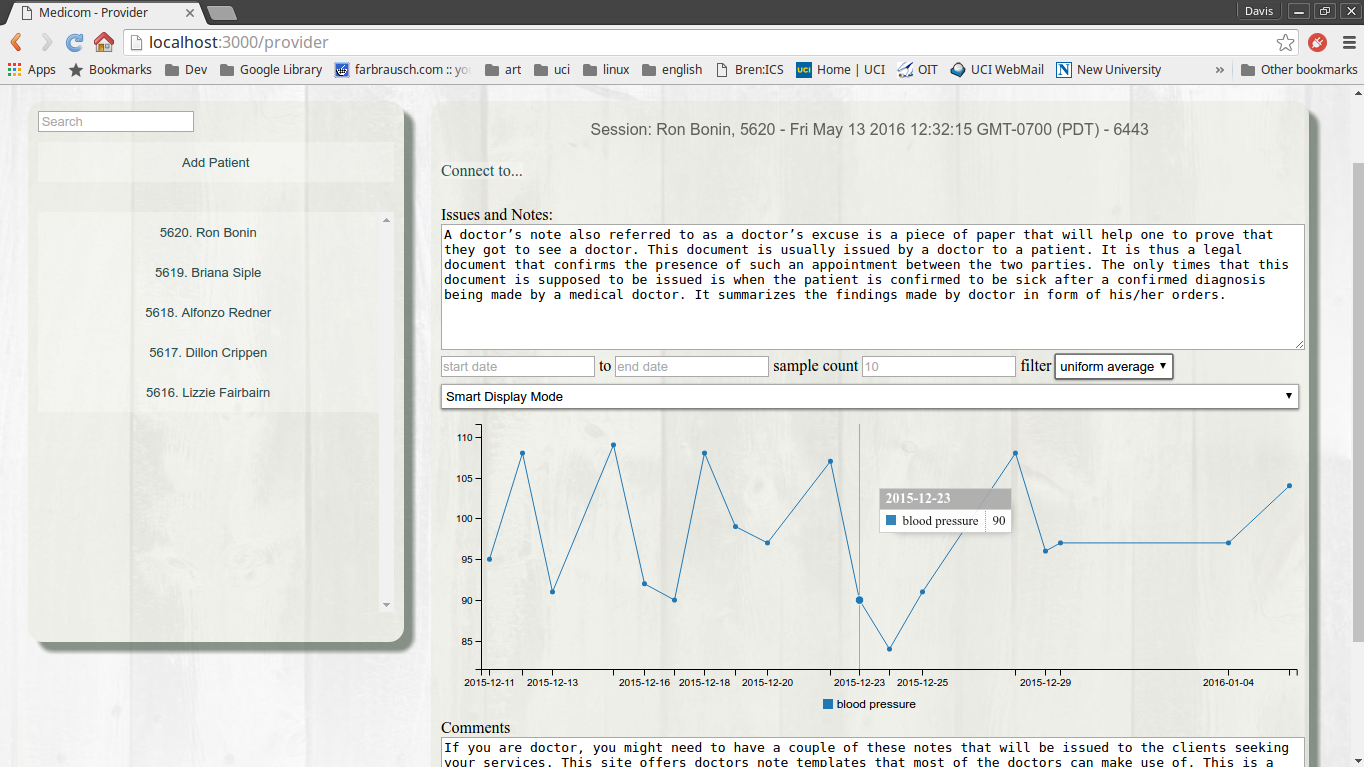 Medicom - Provider
Davis
localhost:3000/provider
Apps Bookmarks Dev Google Library farbrausch.com :: yo art uci linux english Bren:ICS UCI Home | UCI OIT UCI WebMail N New University » Other bookmarks
Search
Add Patient
5620. Ron Bonin
5619. Briana Siple
5618. Alfonzo Redner
5617. Dillon Crippen
5616. Lizzie Fairbairn
Session: Ron Bonin, 5620 - Fri May 13 2016 12:32:15 GMT-0700 (PDT) - 6443
Connect to...
Issues and Notes:
A doctor’s note also referred to as a doctor’s excuse is a piece of paper that will help one to prove that
they got to see a doctor. This document is usually issued by a doctor to a patient. It is thus a legal
document that confirms the presence of such an appointment between the two parties. The only times that this
document is supposed to be issued is when the patient is confirmed to be sick after a confirmed diagnosis
being made by a medical doctor. It summarizes the findings made by doctor in form of his/her orders.
start date to end date sample count 10 filter uniform average
Smart Display Mode
110
105
100
95
90
85
2015-12-23
blood pressure 90
2015-12-11 2015-12-13 2015-12-16 2015-12-18 2015-12-20 2015-12-23 2015-12-25 2015-12-29 2016-01-04
blood pressure
Comments
If you are doctor, you might need to have a couple of these notes that will be issued to the clients seeking
your services. This site offers doctors note templates that most of the doctors can make use of. This is a